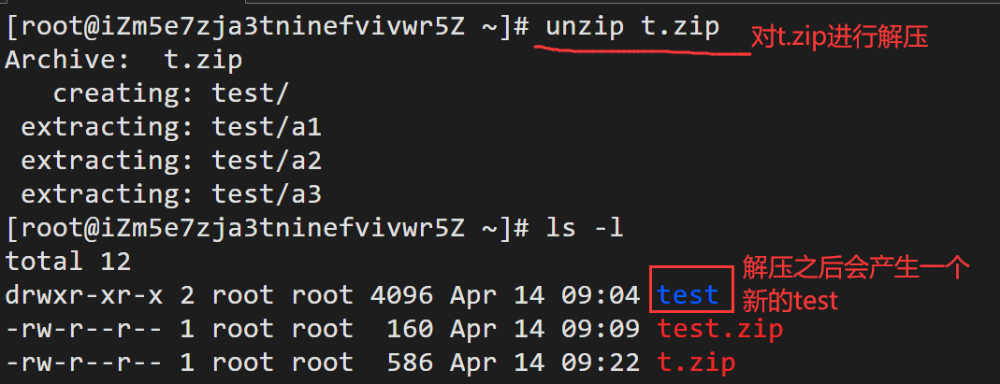 [root@iZm5e7zja3tninefvivwr5Z ~]# unzip t.zip 对t.zip进行解压
Archive:  t.zip
   creating: test/
 extracting: test/a1
 extracting: test/a2
 extracting: test/a3
[root@iZm5e7zja3tninefvivwr5Z ~]# ls -l
total 12
drwxr-xr-x 2 root root 4096 Apr 14 09:04 test
解压之后会产生一个
新的test
-rw-r--r-- 1 root root  160 Apr 14 09:09 test.zip
-rw-r--r-- 1 root root  586 Apr 14 09:22 t.zip